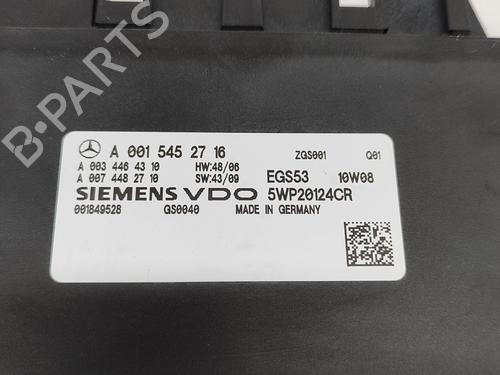 A 001 545 27 16 ZGS001 Q01
A 003 446 43 10 HW:48/06
A 007 448 27 10 SW:43/09 EGS53 10W08
SIEMENS VDO 5WP20124CR
001849528 GS0040 MADE IN GERMANY